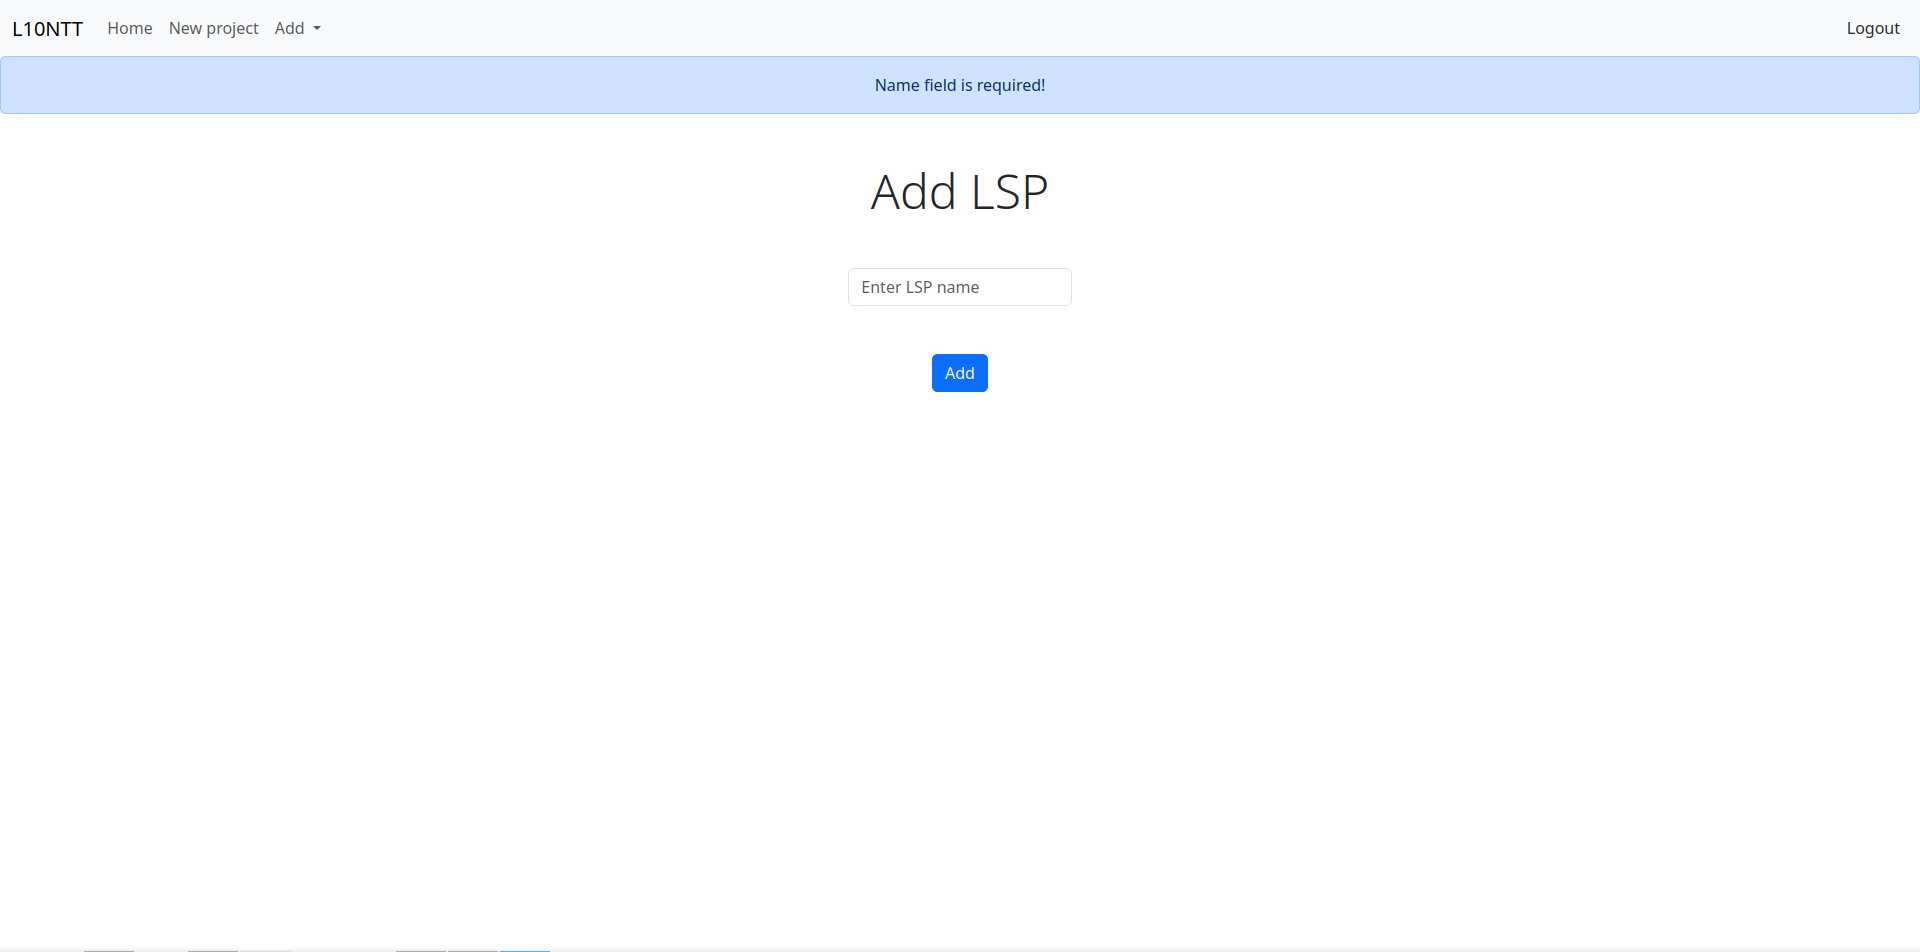 L10NTT Home New project Add Logout
Name field is required!
Add LSP
Enter LSP name
Add